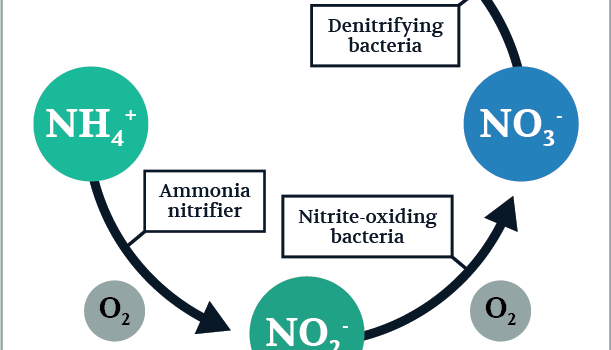 Denitrifying
bacteria
NH₄⁺
NO₃⁻
Ammonia
nitrifier
Nitrite-oxiding
bacteria
O₂
NO₂⁻
O₂